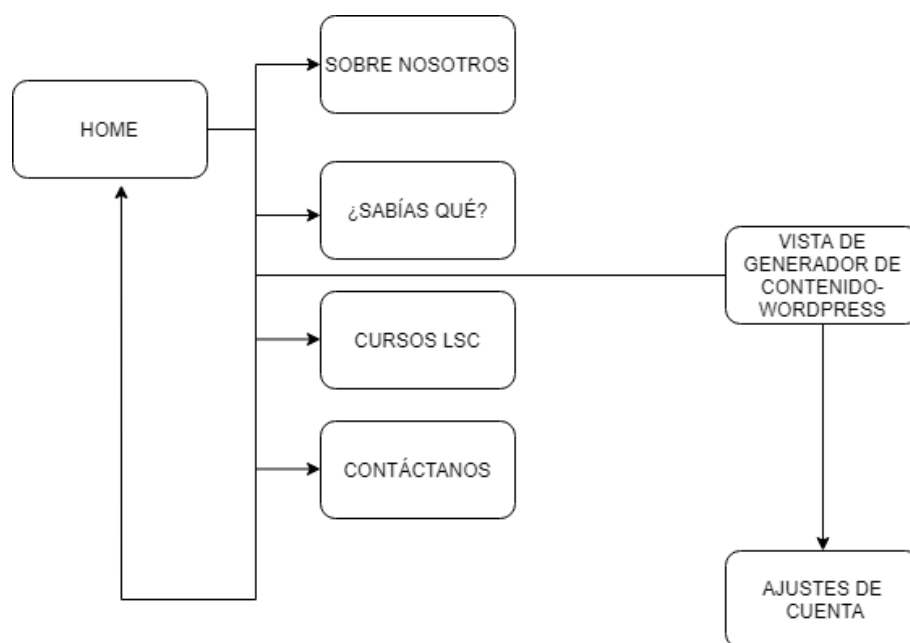 SOBRE NOSOTROS
HOME
¿SABÍAS QUÉ?
VISTA DE
GENERADOR DE
CONTENIDO-
WORDPRESS
CURSOS LSC
CONTÁCTANOS
AJUSTES DE
CUENTA